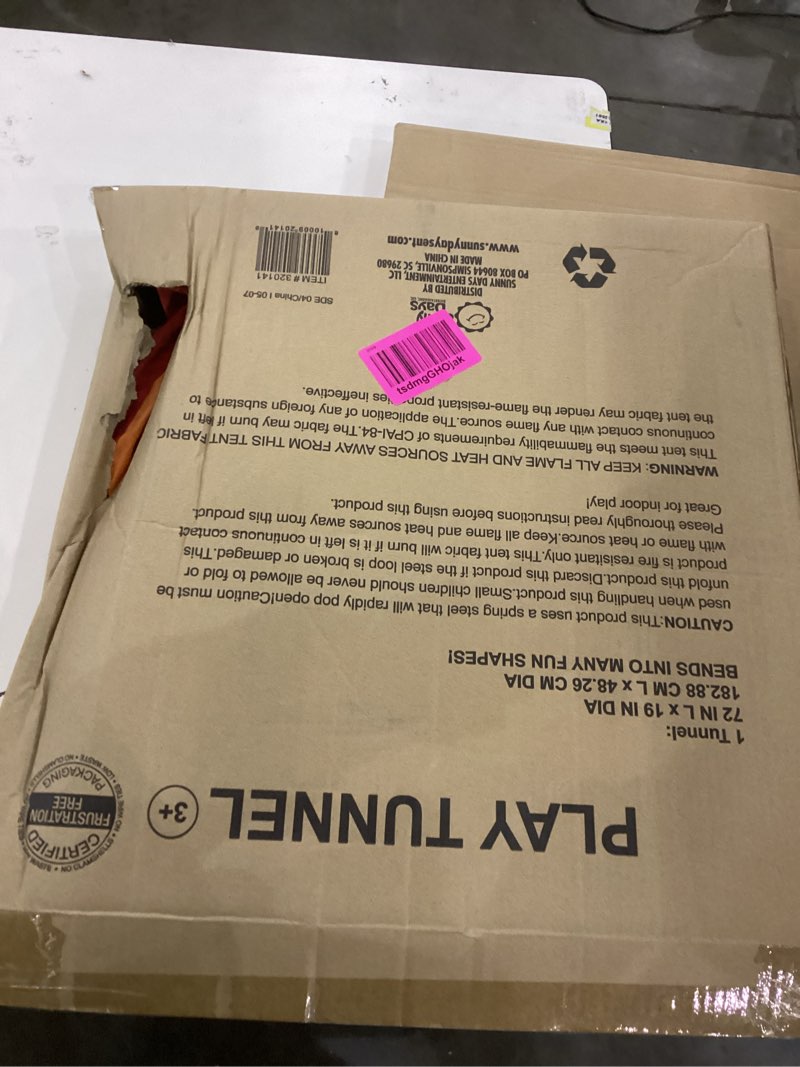 PLAY TUNNEL 3+
CERTIFIED
FRUSTRATION
FREE
PACKAGING
1 Tunnel:
72 IN L x 19 IN DIA
182.88 CM L x 48.26 CM DIA
BENDS INTO MANY FUN SHAPES!
CAUTION:This product uses a spring steel that will rapidly pop open!Caution must be
used when handling this product.Small children should never be allowed to fold or
unfold this product.Discard this product if the steel loop is broken or damaged.This
product is fire resisitant only.This tent fabric will burn if it is left in continuous contact
with flame or heat source.Keep all flame and heat sources away from this product.
Please thoroughly read instructions before using this product.
Great for indoor play!
WARNING: KEEP ALL FLAME AND HEAT SOURCES AWAY FROM THIS TENT FABRIC
This tent meets the flammability requirements of CPAI-84.The fabric may burn if left in
continuous contact with any flame source.The application of any foreign substance to
the tent fabric may render the flame-resistant ineffective.
tsdmgGHOjak
Days
DISTRIBUTED BY
SUNNY DAYS ENTERTAINMENT, LLC
PO BOX 80644 SIMPSONVILLE, SC 29680
MADE IN CHINA
www.sunnydaysent.com
SDE 04/China I 05-07
ITEM # 320141